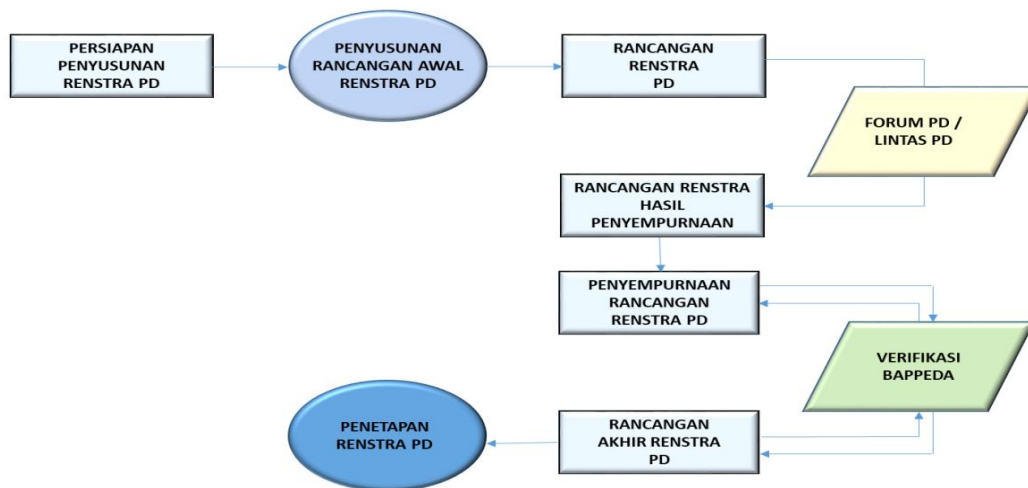 PERSIAPAN
PENYUSUNAN
RENSTRA PD
PENYUSUNAN
RANCANGAN AWAL
RENSTRA PD
RANCANGAN
RENSTRA
PD
FORUM PD /
LINTAS PD
RANCANGAN RENSTRA
HASIL
PENYEMPURNAAN
PENYEMPURNAAN
RANCANGAN
RENSTRA PD
VERIFIKASI
BAPPEDA
RANCANGAN
AKHIR RENSTRA
PD
PENETAPAN
RENSTRA PD